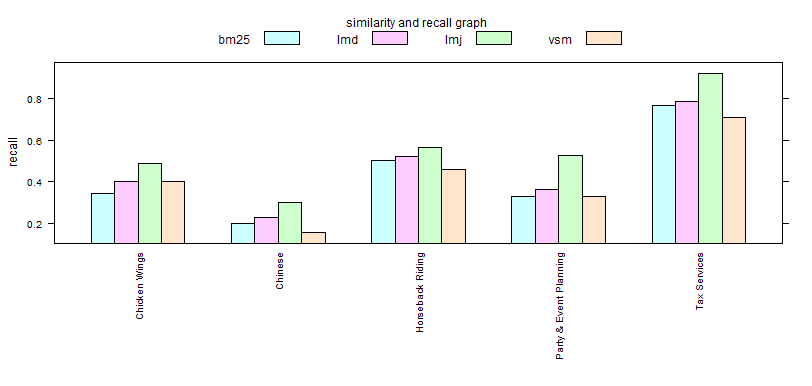 similarity and recall graph
bm25 lmd lmj vsm
recall
0.8
0.6
0.4
0.2
Chicken Wings
Chinese
Horseback Riding
Party & Event Planning
Tax Services